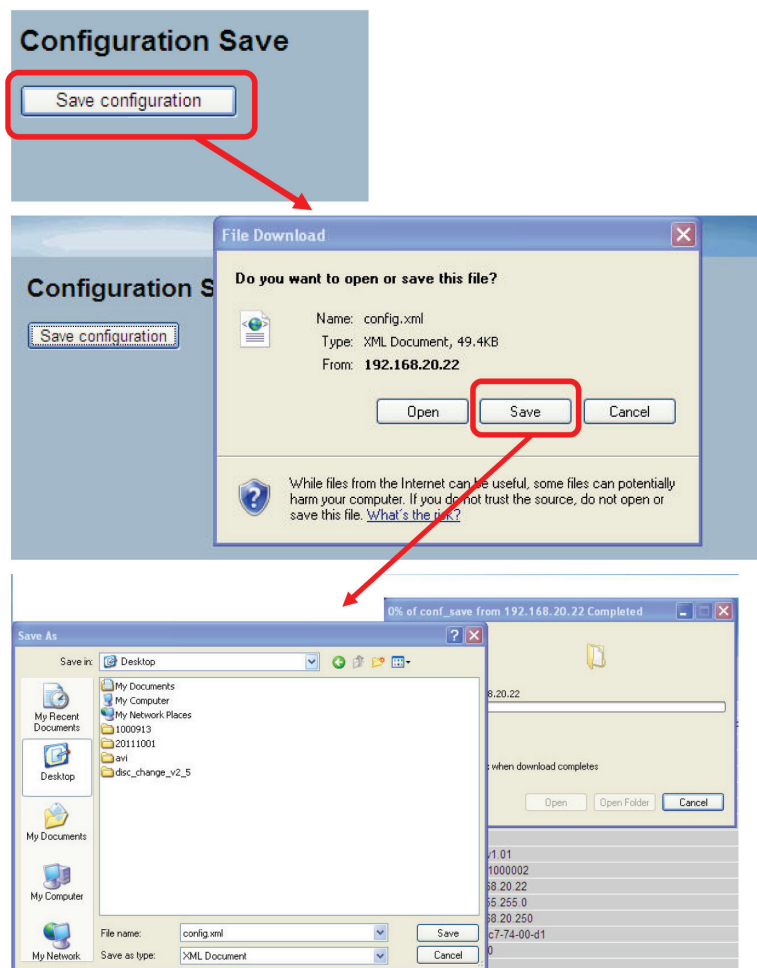 Configuration Save
Save configuration
File Download
Configuration S
Save configuration
Do you want to open or save this file?
Name: config.xml
Type: XML Document, 49.4KB
From: 192.168.20.22
Open Save Cancel
While files from the Internet can be useful, some files can potentially
harm your computer. If you do not trust the source, do not open or
save this file. What's the risk?
0% of conf_save from 192.168.20.22 Completed
8.20.22
when download completes
Open Open Folder Cancel
Save As
Save in: Desktop
My Recent
Documents
Desktop
My Documents
My Computer
My Network
My Documents
My Computer
My Network Places
1000913
20111001
avi
disc_change_v2_5
File name: config.xml Save
Save as type: XML Document Cancel
v1.01
1000002
68.20.22
55.255.0
68.20.250
c7-74-00-d1
0